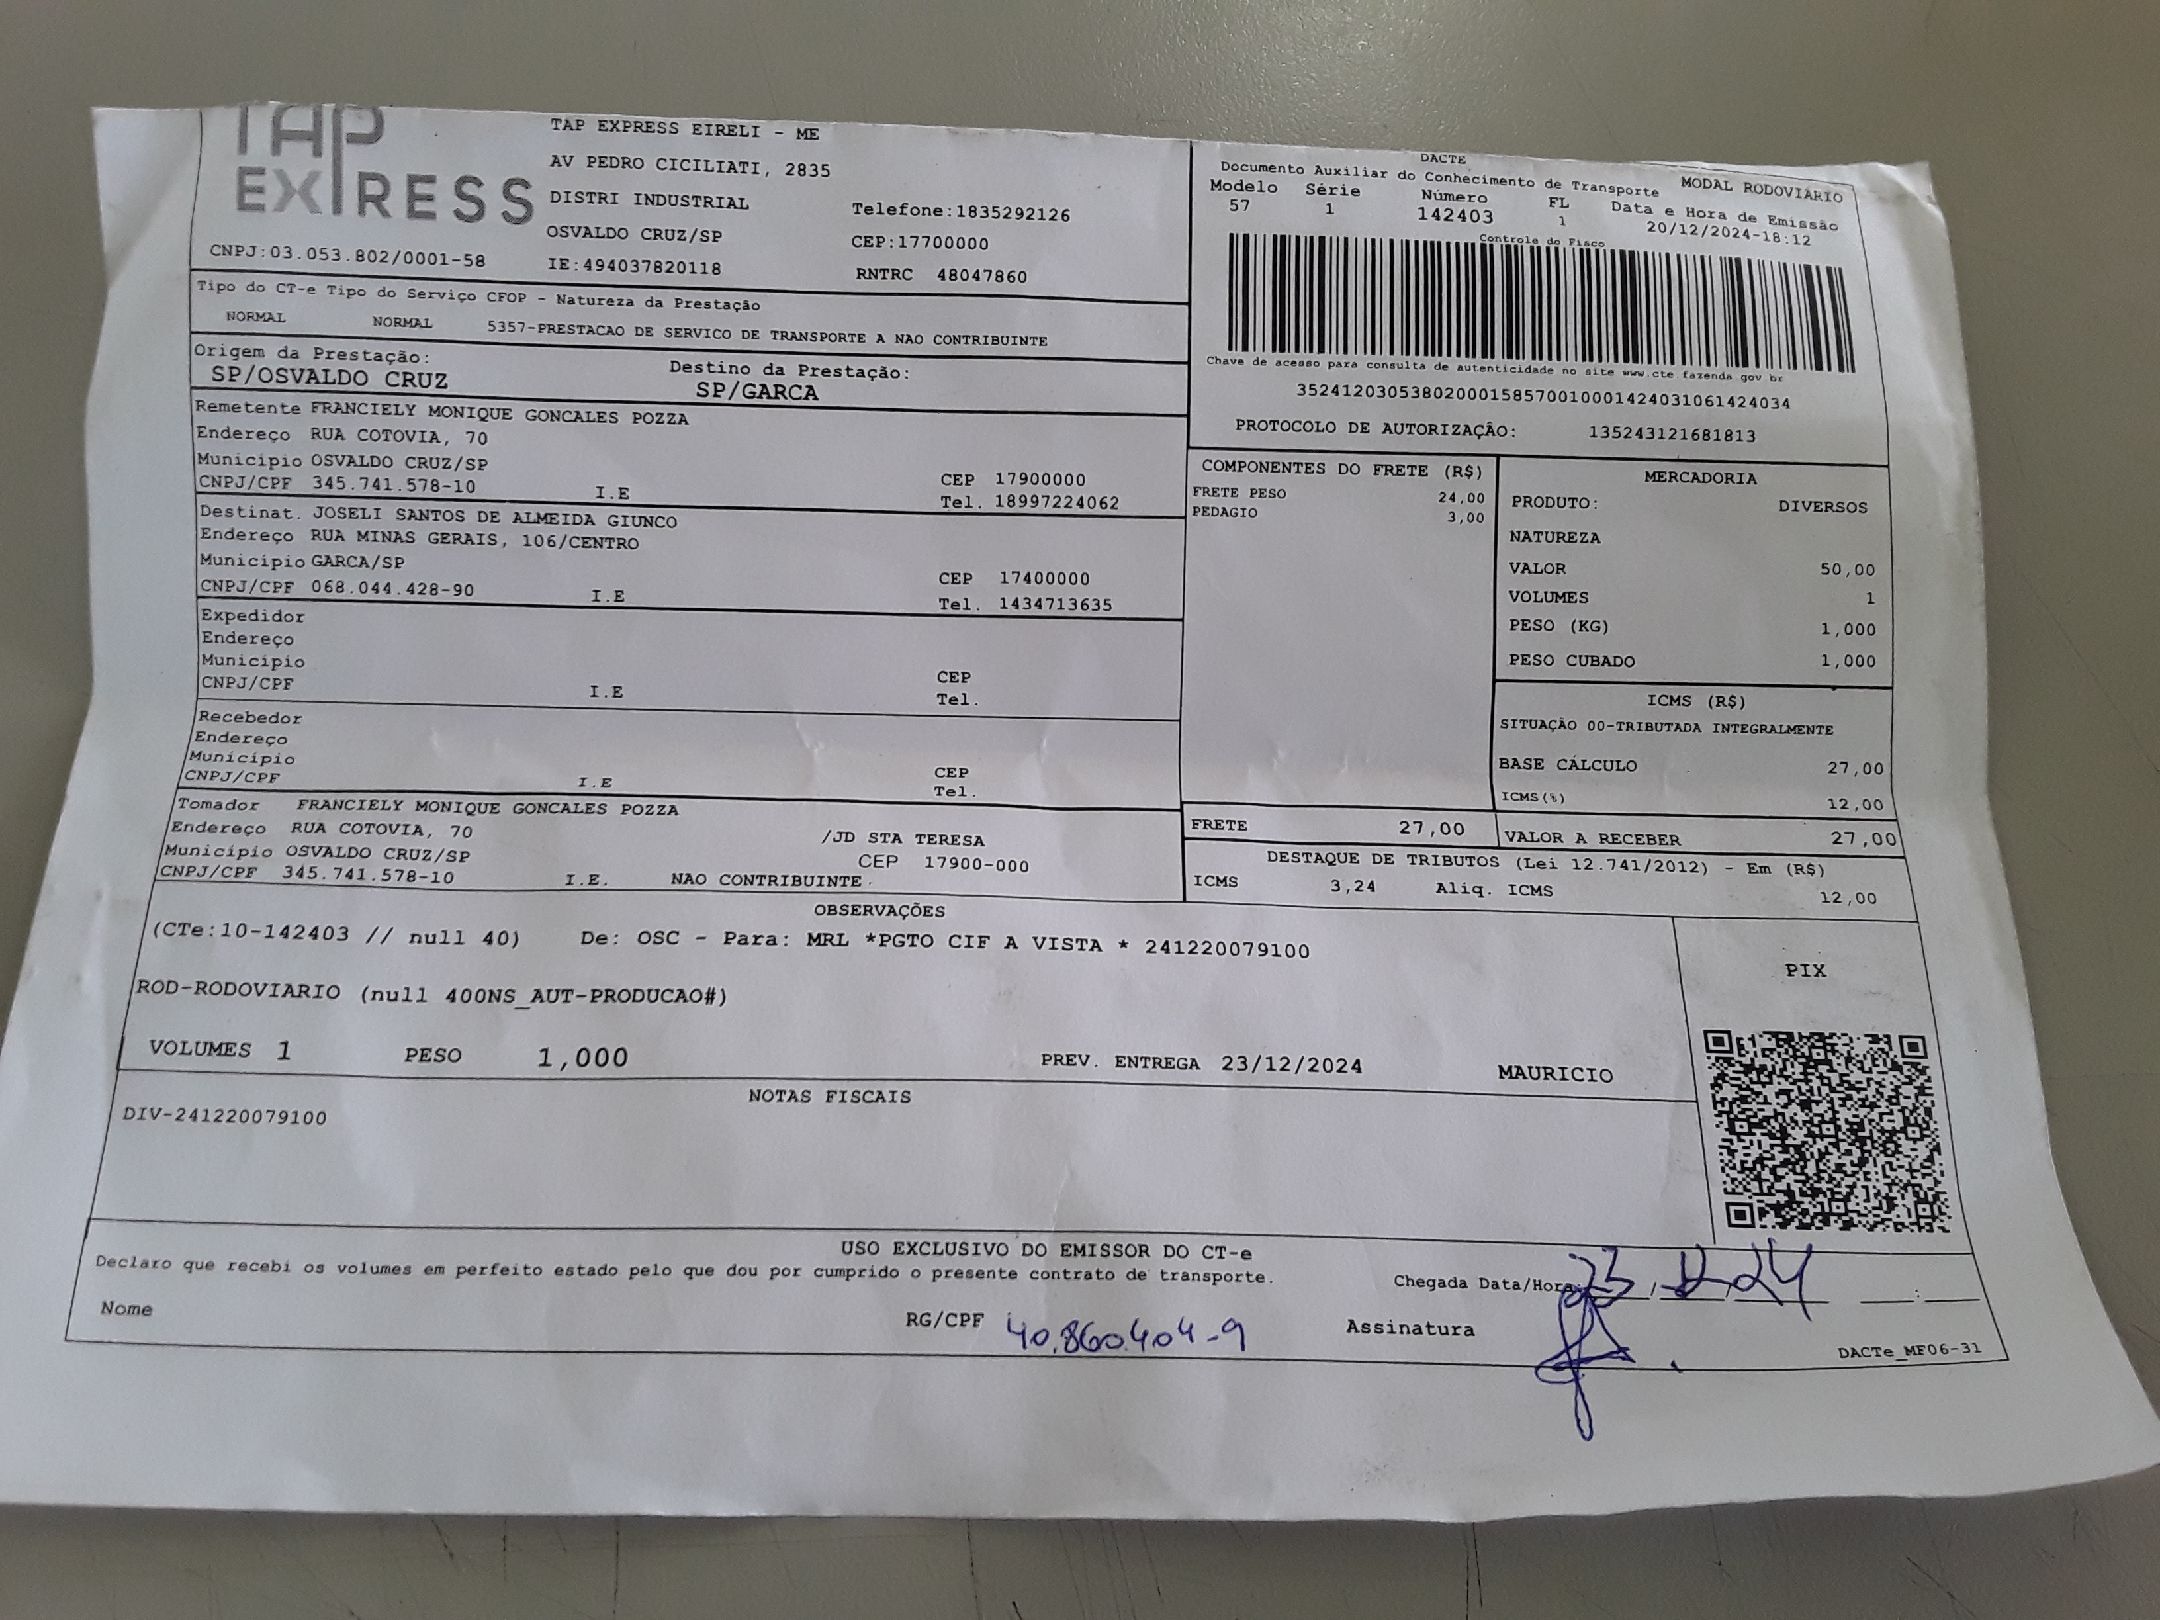 TAP
EXPRESS
CNPJ:03.053.802/0001-58
TAP EXPRESS EIRELI - ME
AV PEDRO CICILIATI, 2835
DISTRI INDUSTRIAL
Telefone:1835292126
OSVALDO CRUZ/SP
CEP:17700000
IE:494037820118
RNTRC 48047860
DACTE
Documento Auxiliar do Conhecimento de Transporte
MODAL RODOVIÁRIO
Modelo Série Número FL Data e Hora de Emissão
57 1 142403 1 20/12/2024-18:12
Controle do Fisco
Chave de acesso para consulta de autenticidade no site www.cte.fazenda.gov.br
35241203053802000158570010001424031061424034
PROTOCOLO DE AUTORIZAÇÃO: 135243121681813
Tipo do CT-e Tipo do Serviço CFOP - Natureza da Prestação
NORMAL NORMAL 5357-PRESTACAO DE SERVICO DE TRANSPORTE A NAO CONTRIBUINTE
Origem da Prestação: Destino da Prestação:
SP/OSVALDO CRUZ SP/GARCA
Remetente FRANCIELY MONIQUE GONCALES POZZA
Endereço RUA COTOVIA, 70
Município OSVALDO CRUZ/SP CEP 17900000
CNPJ/CPF 345.741.578-10 I.E Tel. 18997224062
Destinat. JOSELI SANTOS DE ALMEIDA GIUNCO
Endereço RUA MINAS GERAIS, 106/CENTRO
Município GARCA/SP CEP 17400000
CNPJ/CPF 068.044.428-90 I.E Tel. 1434713635
Expedidor
Endereço
Município CEP
CNPJ/CPF I.E Tel.
Recebedor
Endereço
Município CEP
CNPJ/CPF I.E Tel.
Tomador FRANCIELY MONIQUE GONCALES POZZA
Endereço RUA COTOVIA, 70 /JD STA TERESA
Município OSVALDO CRUZ/SP CEP 17900-000
CNPJ/CPF 345.741.578-10 I.E. NAO CONTRIBUINTE
COMPONENTES DO FRETE (R$)
FRETE PESO 24,00
PEDAGIO 3,00
MERCADORIA
PRODUTO: DIVERSOS
NATUREZA
VALOR 50,00
VOLUMES 1
PESO (KG) 1,000
PESO CUBADO 1,000
ICMS (R$)
SITUAÇÃO 00-TRIBUTADA INTEGRALMENTE
BASE CÁLCULO 27,00
ICMS(%) 12,00
FRETE 27,00 VALOR A RECEBER 27,00
DESTAQUE DE TRIBUTOS (Lei 12.741/2012) - Em (R$)
ICMS 3,24 Aliq. ICMS 12,00
OBSERVAÇÕES
(CTe:10-142403 // null 40) De: OSC - Para: MRL *PGTO CIF A VISTA * 241220079100
ROD-RODOVIARIO (null 400NS_AUT-PRODUCAO#)
VOLUMES 1 PESO 1,000 PREV. ENTREGA 23/12/2024 MAURICIO
PIX
NOTAS FISCAIS
DIV-241220079100
USO EXCLUSIVO DO EMISSOR DO CT-e
Declaro que recebi os volumes em perfeito estado pelo que dou por cumprido o presente contrato de transporte.
Chegada Data/Hora: 23/12/24 :
Nome RG/CPF 40.860.404-9 Assinatura
DACTe_MF06-31